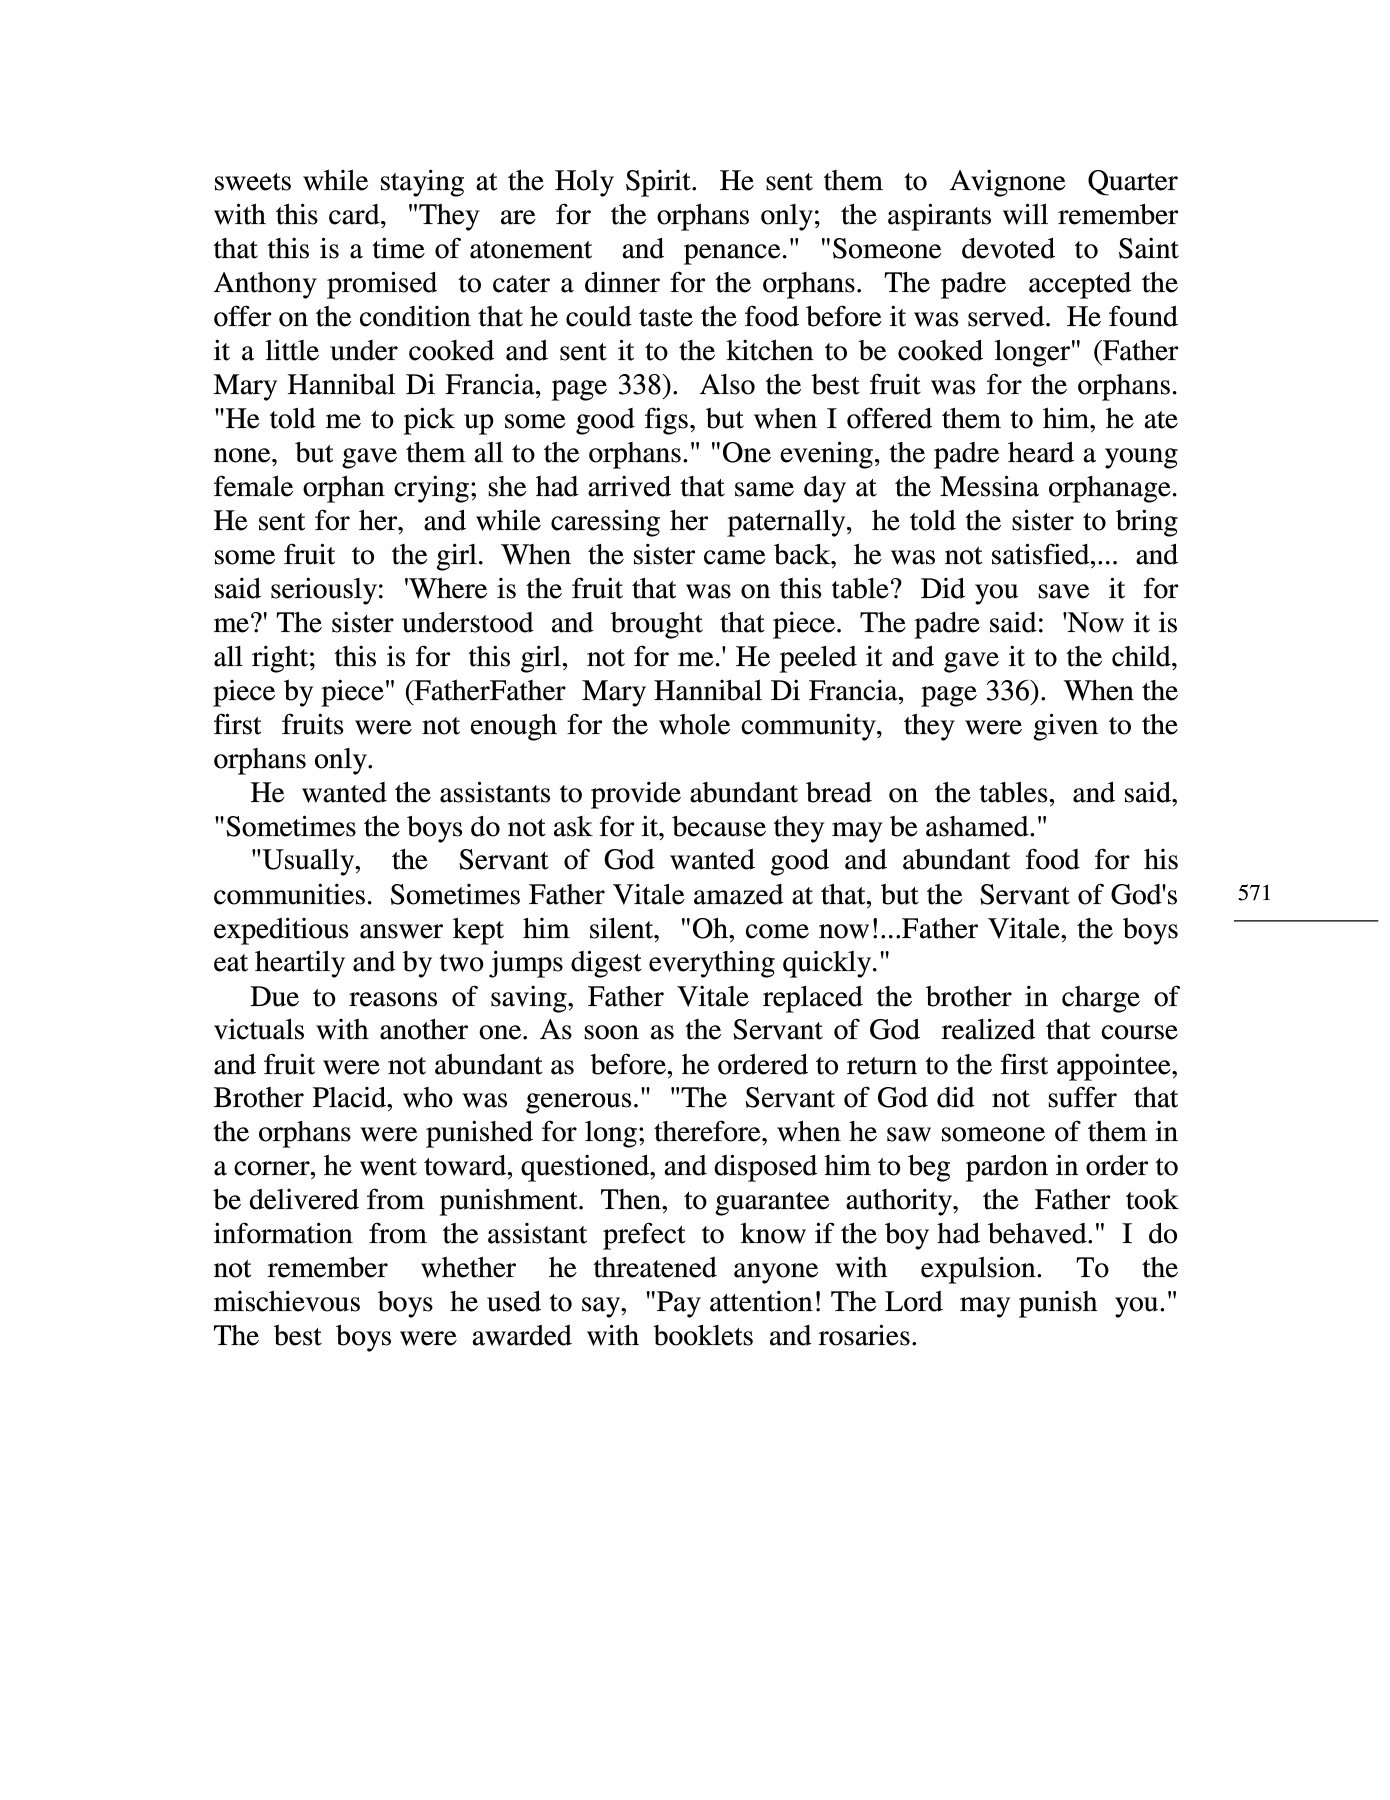 sweets while staying at the Holy Spirit. He sent them to Avignone Quarter
with this card, "They are for the orphans only; the aspirants will remember
that this is a time of atonement and penance." "Someone devoted to Saint
Anthony promised to cater a dinner for the orphans. The padre accepted the
offer on the condition that he could taste the food before it was served. He found
it a little under cooked and sent it to the kitchen to be cooked longer" (Father
Mary Hannibal Di Francia, page 338). Also the best fruit was for the orphans.
"He told me to pick up some good figs, but when I offered them to him, he ate
none, but gave them all to the orphans." "One evening, the padre heard a young
female orphan crying; she had arrived that same day at the Messina orphanage.
He sent for her, and while caressing her paternally, he told the sister to bring
some fruit to the girl. When the sister came back, he was not satisfied,... and
said seriously: 'Where is the fruit that was on this table? Did you save it for
me?' The sister understood and brought that piece. The padre said: 'Now it is
all right; this is for this girl, not for me.' He peeled it and gave it to the child,
piece by piece" (FatherFather Mary Hannibal Di Francia, page 336). When the
first fruits were not enough for the whole community, they were given to the
orphans only.
He wanted the assistants to provide abundant bread on the tables, and said,
"Sometimes the boys do not ask for it, because they may be ashamed."
"Usually, the Servant of God wanted good and abundant food for his
communities. Sometimes Father Vitale amazed at that, but the Servant of God's
expeditious answer kept him silent, "Oh, come now!...Father Vitale, the boys
eat heartily and by two jumps digest everything quickly."
Due to reasons of saving, Father Vitale replaced the brother in charge of
victuals with another one. As soon as the Servant of God realized that course
and fruit were not abundant as before, he ordered to return to the first appointee,
Brother Placid, who was generous." "The Servant of God did not suffer that
the orphans were punished for long; therefore, when he saw someone of them in
a corner, he went toward, questioned, and disposed him to beg pardon in order to
be delivered from punishment. Then, to guarantee authority, the Father took
information from the assistant prefect to know if the boy had behaved." I do
not remember whether he threatened anyone with expulsion. To the
mischievous boys he used to say, "Pay attention! The Lord may punish you."
The best boys were awarded with booklets and rosaries.
571